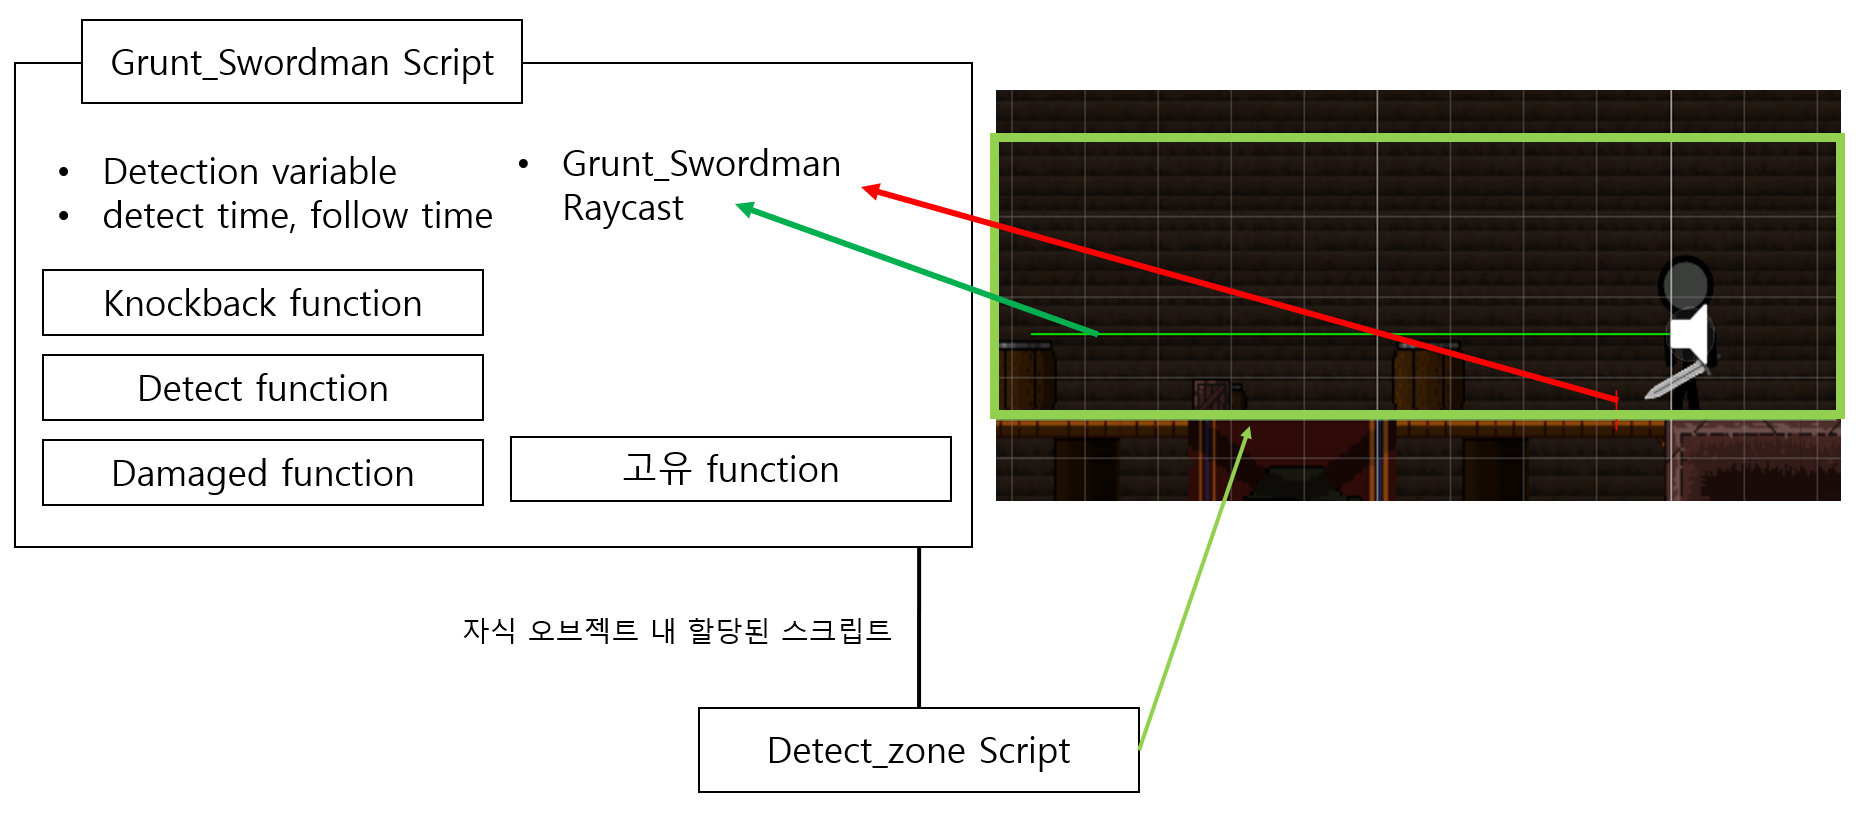 Grunt_Swordman Script
• Detection variable
• detect time, follow time
• Grunt_Swordman
Raycast
Knockback function
Detect function
Damaged function
고유 function
자식 오브젝트 내 할당된 스크립트
Detect_zone Script